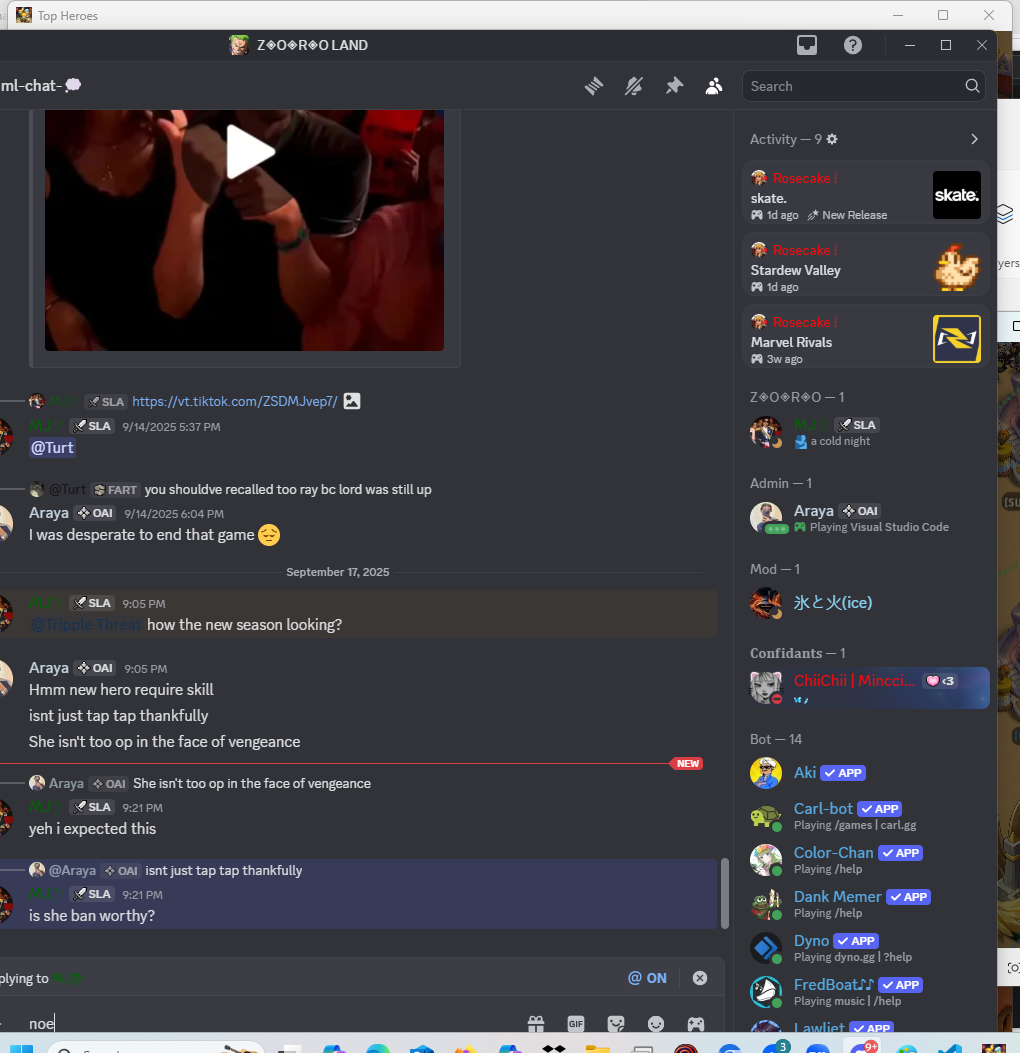 Top Heroes
Z◈O◈R◈O LAND
ml-chat-
Search
https://vt.tiktok.com/ZSDMJvep7/
SLA
SLA 9/14/2025 5:37 PM
@Turt
@Turt FART you shouldve recalled too ray bc lord was still up
Araya OAI 9/14/2025 6:04 PM
I was desperate to end that game 😔
September 17, 2025
SLA 9:05 PM
@Tripple Threat how the new season looking?
Araya OAI 9:05 PM
Hmm new hero require skill
isnt just tap tap thankfully
She isn't too op in the face of vengeance
NEW
Araya OAI She isn't too op in the face of vengeance
SLA 9:21 PM
yeh i expected this
@Araya OAI isnt just tap tap thankfully
SLA 9:21 PM
is she ban worthy?
plying to
@ ON
noe
GIF
Activity — 9
Rosecake !
skate.
1d ago New Release
skate.
Rosecake !
Stardew Valley
1d ago
Rosecake !
Marvel Rivals
3w ago
Z◈O◈R◈O — 1
SLA
a cold night
Admin — 1
Araya OAI
Playing Visual Studio Code
Mod — 1
氷と火(ice)
Confidants — 1
ChiiChii | Mincci... <3
Bot — 14
Aki ✓ APP
Carl-bot ✓ APP
Playing /games | carl.gg
Color-Chan ✓ APP
Playing /help
Dank Memer ✓ APP
Playing /help
Dyno ✓ APP
Playing dyno.gg | ?help
FredBoat♪♪ ✓ APP
Playing music | /help
Lawliet ✓ APP
yers
3
9+